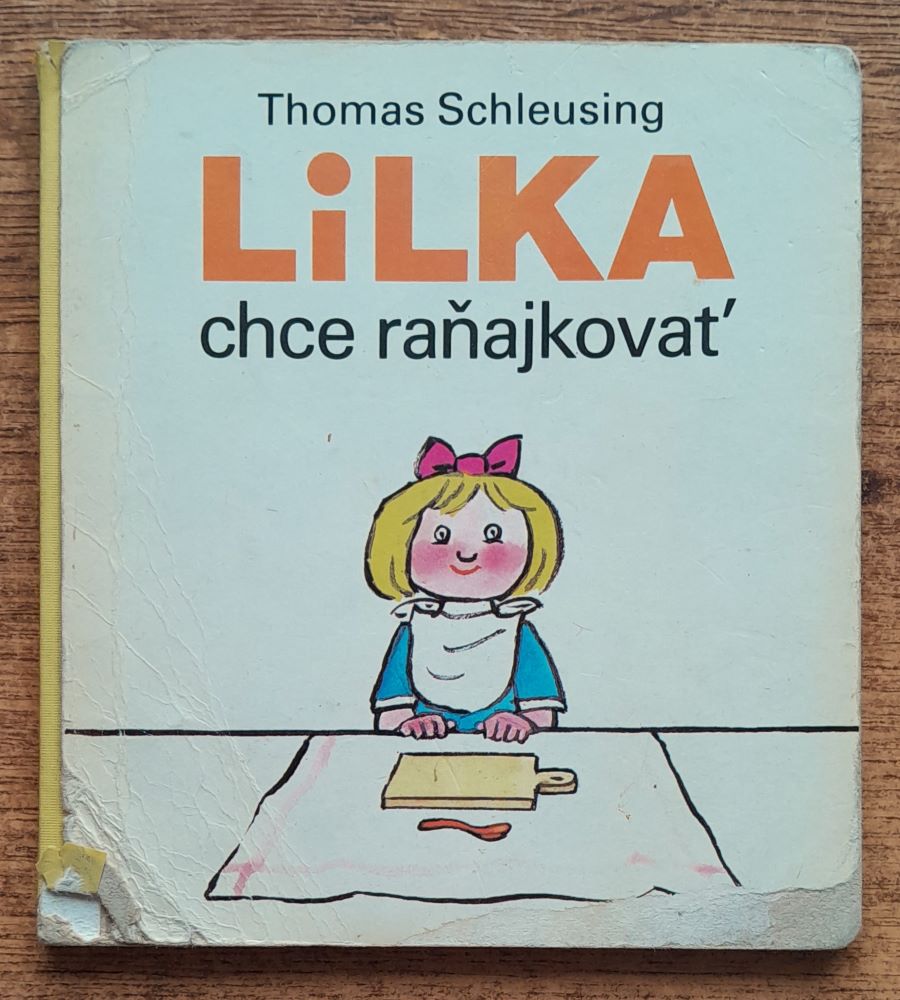 Thomas Schleusing
LiLKA
chce raňajkovať